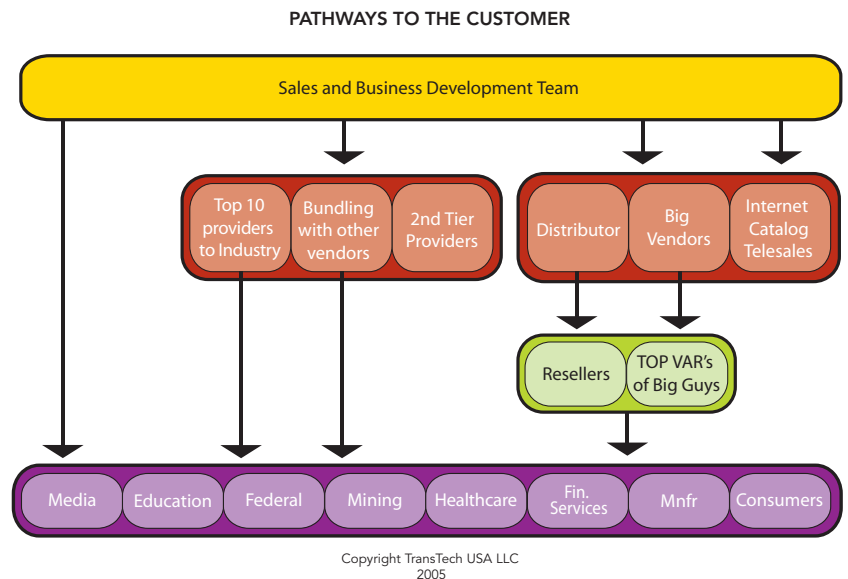 PATHWAYS TO THE CUSTOMER
Sales and Business Development Team
Top 10
providers
to Industry
Bundling
with other
vendors
2nd Tier
Providers
Distributor
Big
Vendors
Internet
Catalog
Telesales
Resellers
TOP VAR's
of Big Guys
Media
Education
Federal
Mining
Healthcare
Fin.
Services
Mnfr
Consumers
Copyright TransTech USA LLC
2005